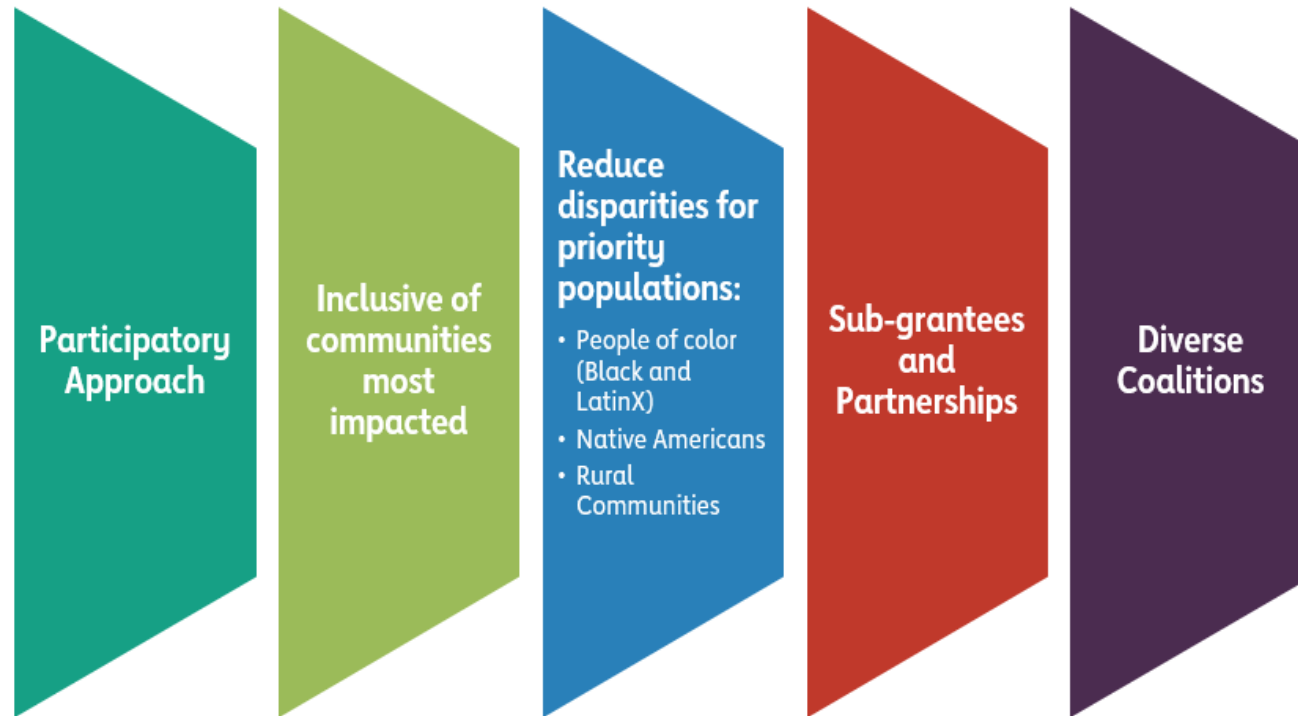 Participatory
Approach
Inclusive of
communities
most
impacted
Reduce
disparities for
priority
populations:
• People of color
(Black and
LatinX)
• Native Americans
• Rural
Communities
Sub-grantees
and
Partnerships
Diverse
Coalitions